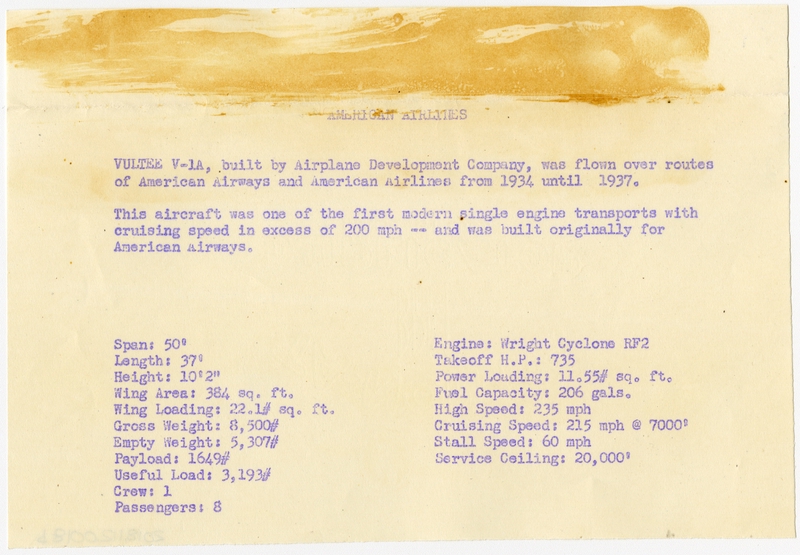 AMERICAN AIRLINES
VULTEE V-1A, built by Airplane Development Company, was flown over routes
of American Airways and American Airlines from 1934 until 1937.
This aircraft was one of the first modern single engine transports with
cruising speed in excess of 200 mph -- and was built originally for
American Airways.
Span: 50'
Length: 37'
Height: 10'2"
Wing Area: 384 sq. ft.
Wing Loading: 22.1# sq. ft.
Gross Weight: 8,500#
Empty Weight: 5,307#
Payload: 1649#
Useful Load: 3,193#
Crew: 1
Passengers: 8
Engine: Wright Cyclone RF2
Takeoff H.P.: 735
Power Loading: 11.55# sq. ft.
Fuel Capacity: 206 gals.
High Speed: 235 mph
Cruising Speed: 215 mph @ 7000'
Stall Speed: 60 mph
Service Ceiling: 20,000'